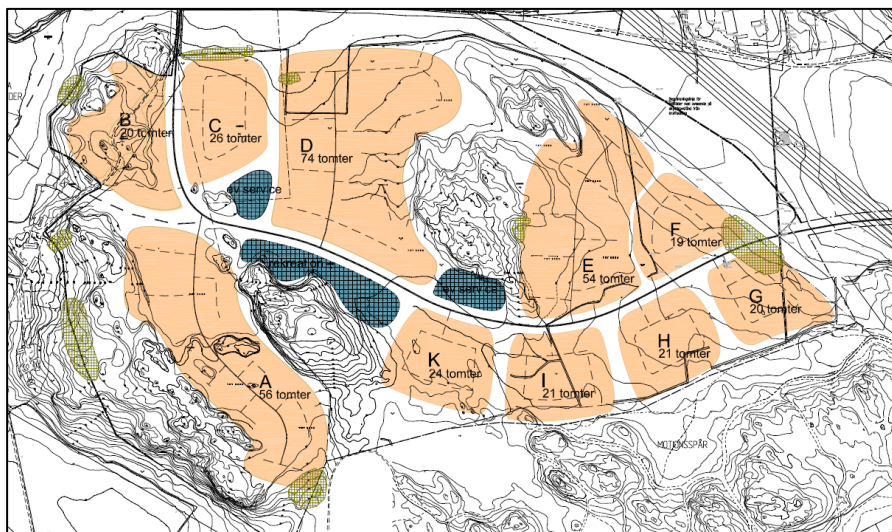 B
20 tomter
C
26 tomter
D
74 tomter
ev service
rekreat
ev service
E
54 tomter
F
19 tomter
G
20 tomter
H
21 tomter
I
21 tomter
K
24 tomter
A
56 tomter
MOTIONSSPÅR